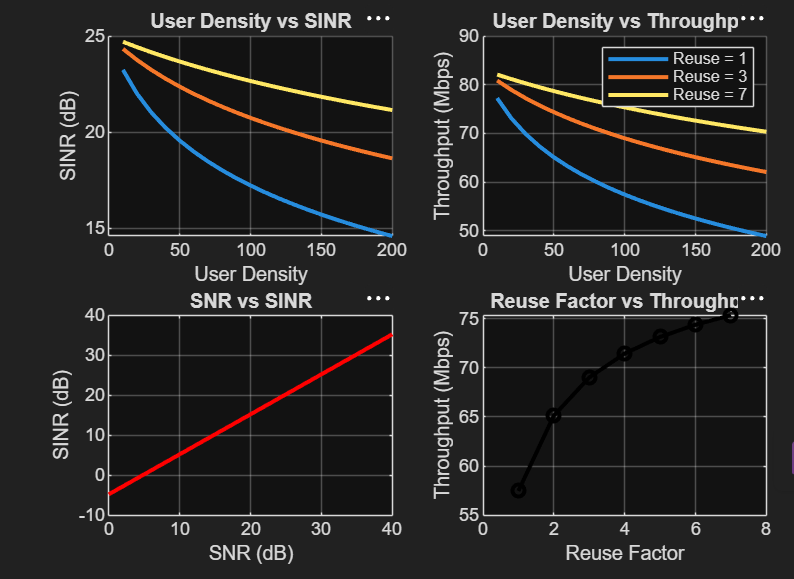 User Density vs SINR
25
20
15
SINR (dB)
0 50 100 150 200
User Density
User Density vs Throughp
90
80
70
60
50
Throughput (Mbps)
Reuse = 1
Reuse = 3
Reuse = 7
0 50 100 150 200
User Density
SNR vs SINR
40
30
20
10
0
-10
SINR (dB)
0 10 20 30 40
SNR (dB)
Reuse Factor vs Through
75
70
65
60
55
Throughput (Mbps)
0 2 4 6 8
Reuse Factor